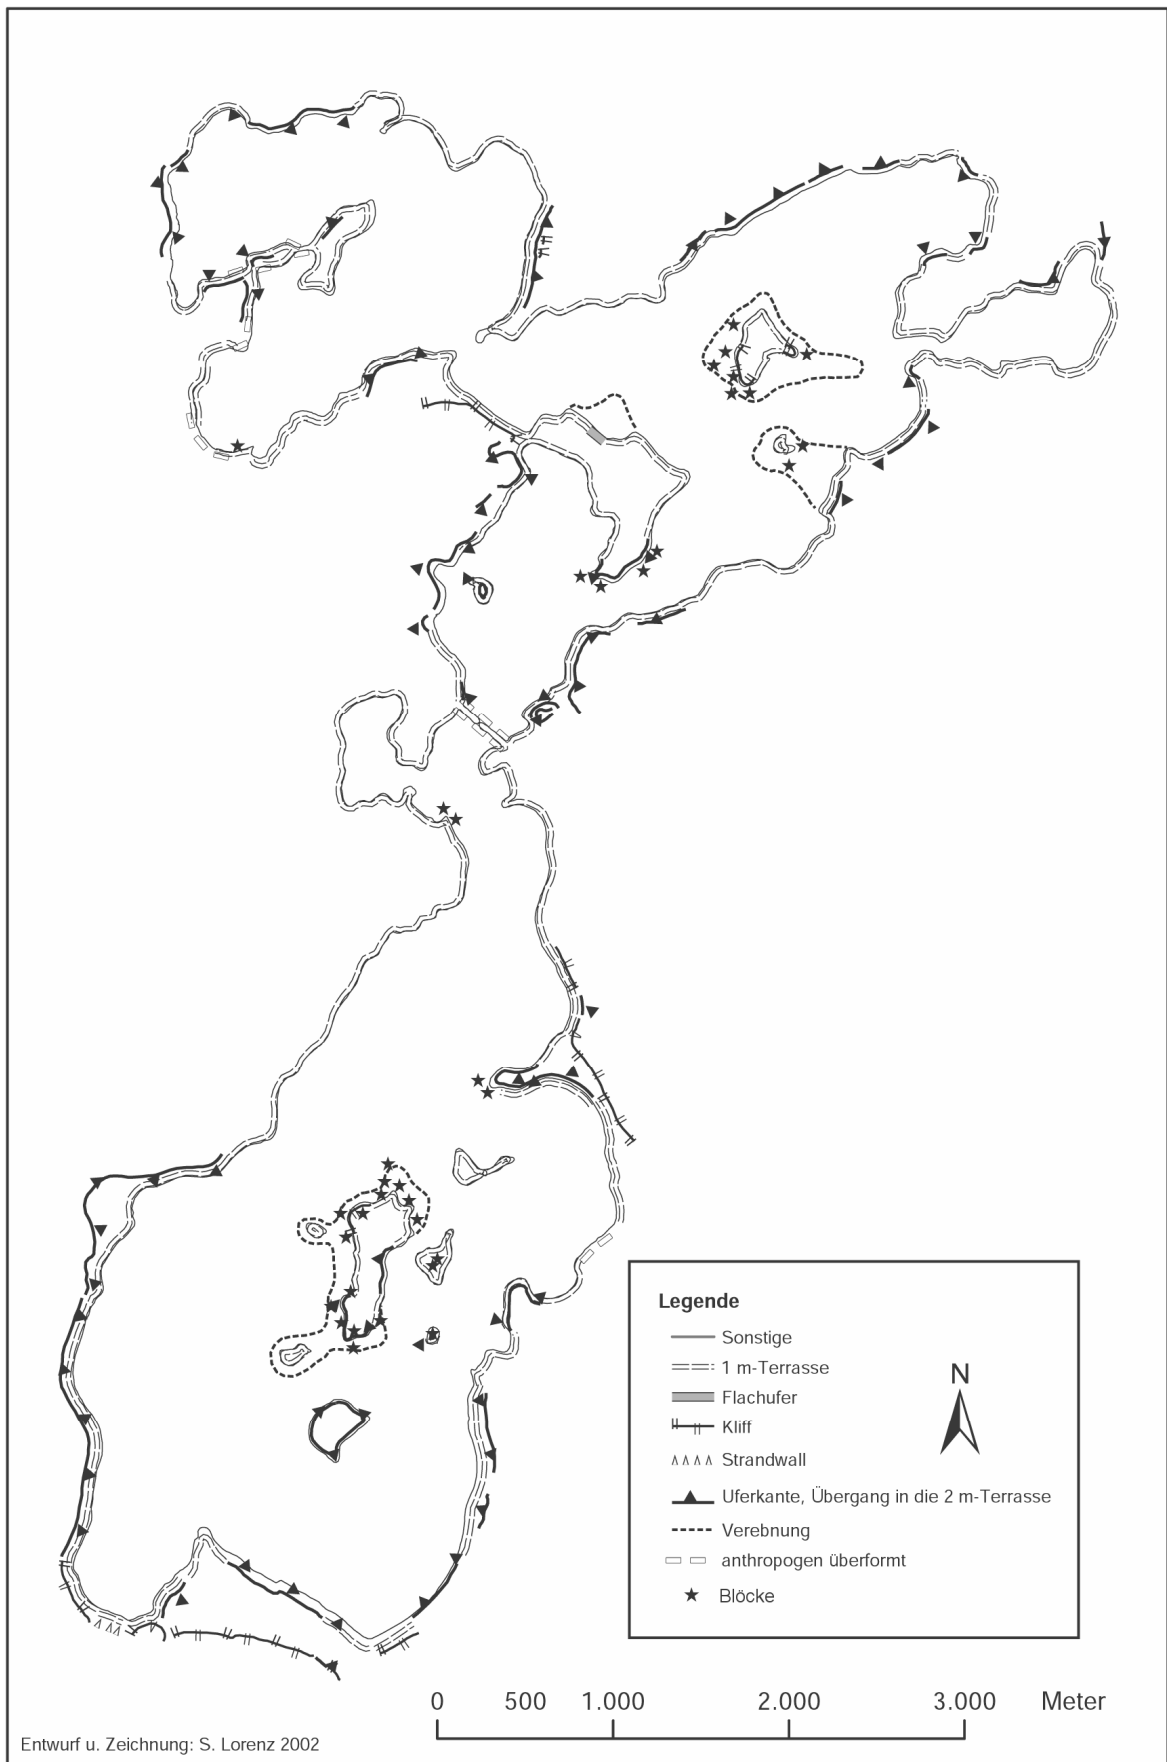 Legende
Sonstige
1 m-Terrasse
Flachufer
Kliff
Strandwall
Uferkante, Übergang in die 2 m-Terrasse
Verebnung
anthropogen überformt
Blöcke
N
0 500 1.000 2.000 3.000 Meter
Entwurf u. Zeichnung: S. Lorenz 2002